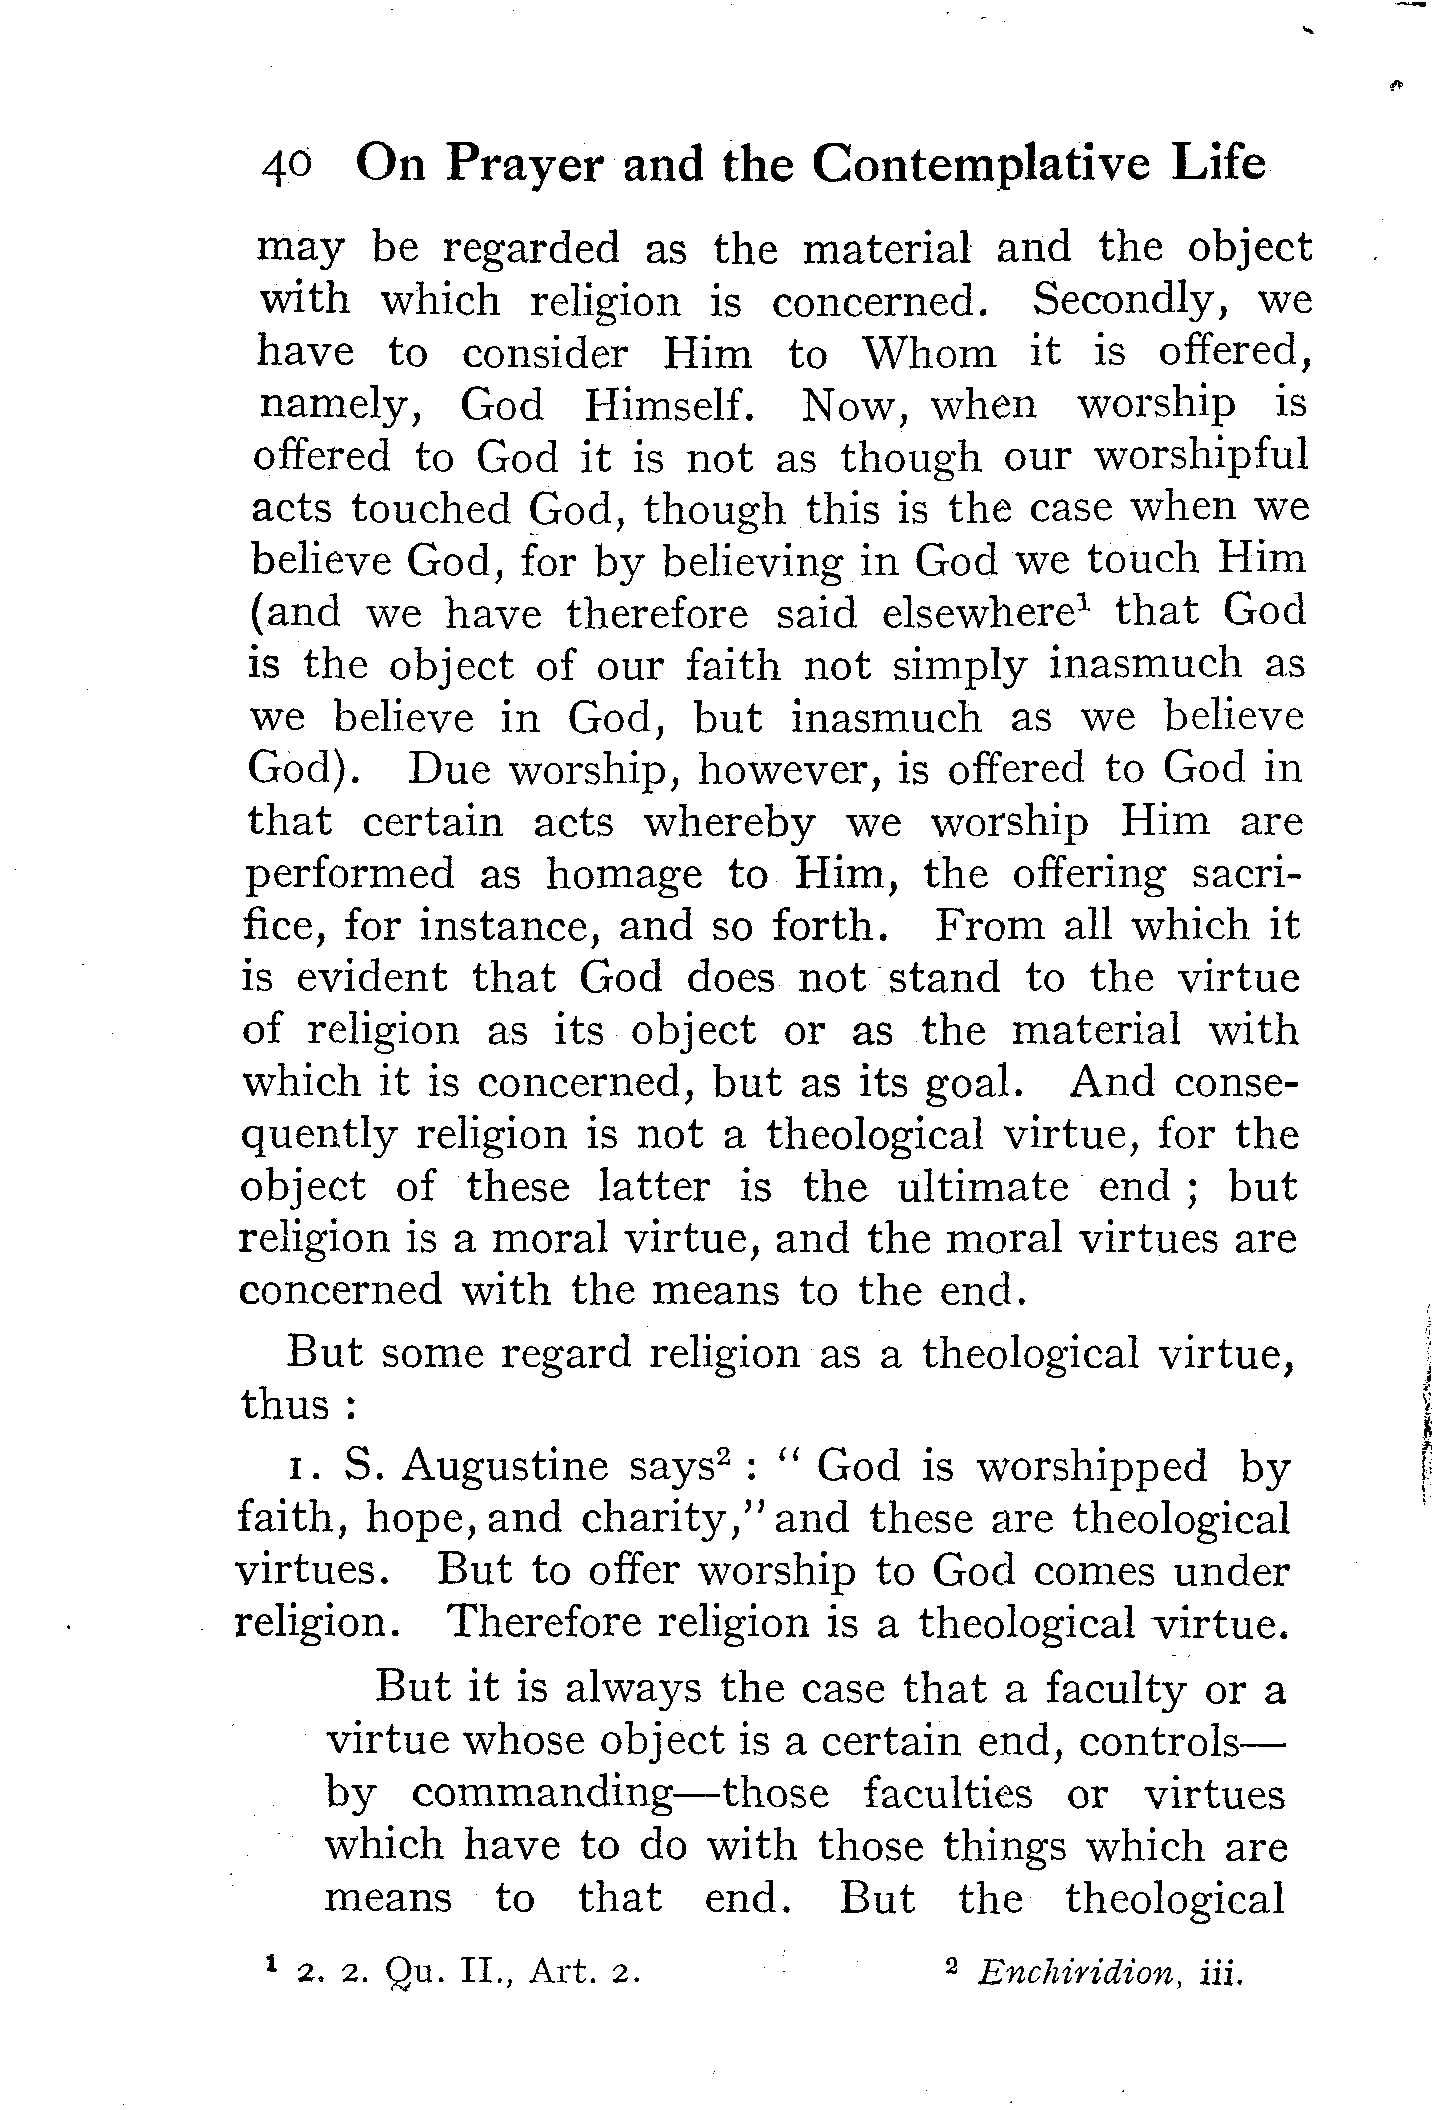 40 On Prayer and the Contemplative Life
may be regarded as the material and the object
with which religion is concerned. Secondly, we
have to consider Him to Whom it is offered,
namely, God Himself. Now, when worship is
offered to God it is not as though our worshipful
acts touched God, though this is the case when we
believe God, for by believing in God we touch Him
(and we have therefore said elsewhere¹ that God
is the object of our faith not simply inasmuch as
we believe in God, but inasmuch as we believe
God). Due worship, however, is offered to God in
that certain acts whereby we worship Him are
performed as homage to Him, the offering sacri-
fice, for instance, and so forth. From all which it
is evident that God does not stand to the virtue
of religion as its object or as the material with
which it is concerned, but as its goal. And conse-
quently religion is not a theological virtue, for the
object of these latter is the ultimate end ; but
religion is a moral virtue, and the moral virtues are
concerned with the means to the end.
But some regard religion as a theological virtue,
thus :
1. S. Augustine says² : " God is worshipped by
faith, hope, and charity," and these are theological
virtues. But to offer worship to God comes under
religion. Therefore religion is a theological virtue.
But it is always the case that a faculty or a
virtue whose object is a certain end, controls—
by commanding—those faculties or virtues
which have to do with those things which are
means to that end. But the theological
¹ 2. 2. Qu. II., Art. 2. ² Enchiridion, iii.